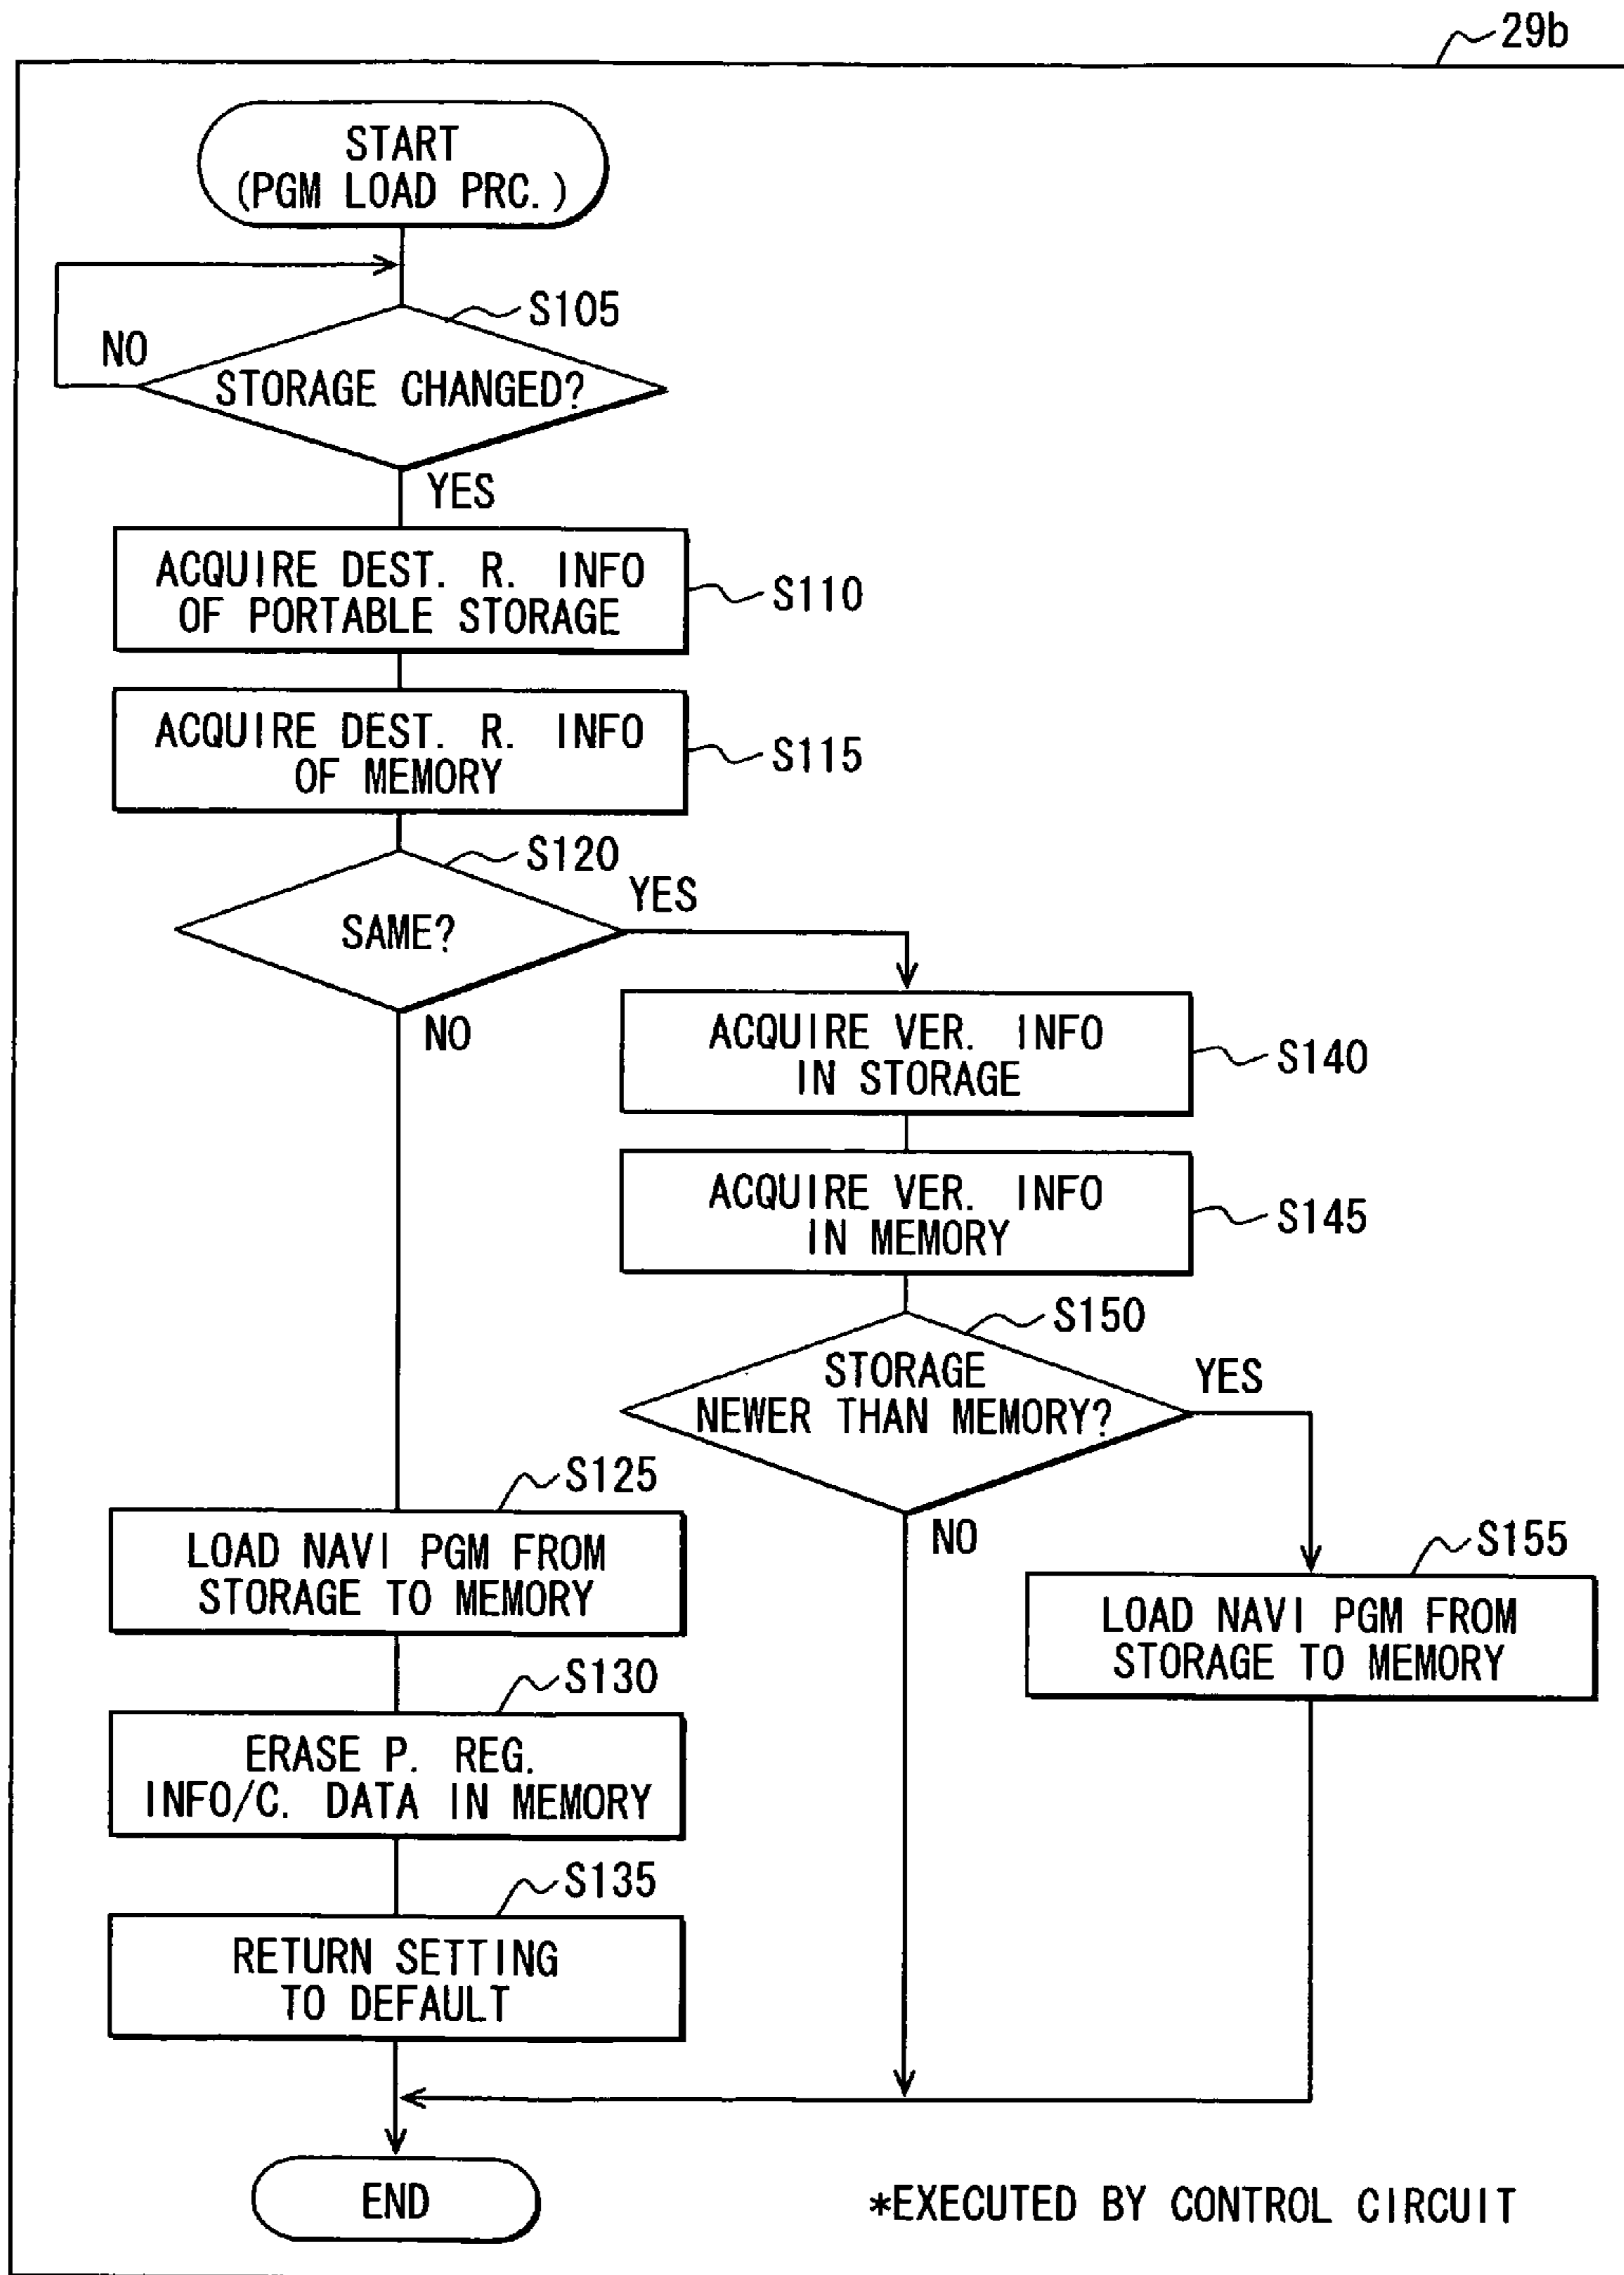 29b
START
(PGM LOAD PRC.)
S105
NO
STORAGE CHANGED?
YES
ACQUIRE DEST. R. INFO
OF PORTABLE STORAGE
S110
ACQUIRE DEST. R. INFO
OF MEMORY
S115
S120
YES
SAME?
NO
ACQUIRE VER. INFO
IN STORAGE
S140
ACQUIRE VER. INFO
IN MEMORY
S145
S150
STORAGE
NEWER THAN MEMORY?
YES
NO
S125
LOAD NAVI PGM FROM
STORAGE TO MEMORY
S155
LOAD NAVI PGM FROM
STORAGE TO MEMORY
S130
ERASE P. REG.
INFO/C. DATA IN MEMORY
S135
RETURN SETTING
TO DEFAULT
END
*EXECUTED BY CONTROL CIRCUIT